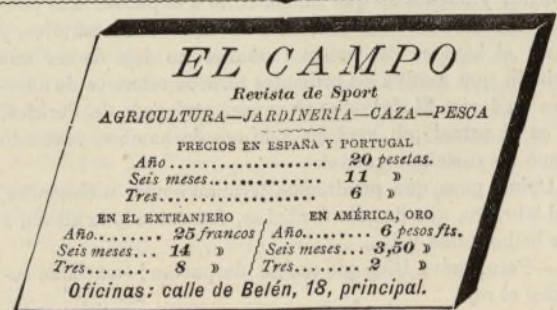 EL CAMPO
Revista de Sport
AGRICULTURA—JARDINERÍA—CAZA—PESCA
PRECIOS EN ESPAÑA Y PORTUGAL
Año.................. 20 pesetas.
Seis meses............ 11 »
Tres................. 6 »
EN EL EXTRANJERO
Año......... 25 francos
Seis meses... 14 »
Tres....... 8 »
EN AMÉRICA, ORO
Año.......... 6 pesos fts.
Seis meses... 3,50 »
Tres......... 2 »
Oficinas: calle de Belén, 18, principal.